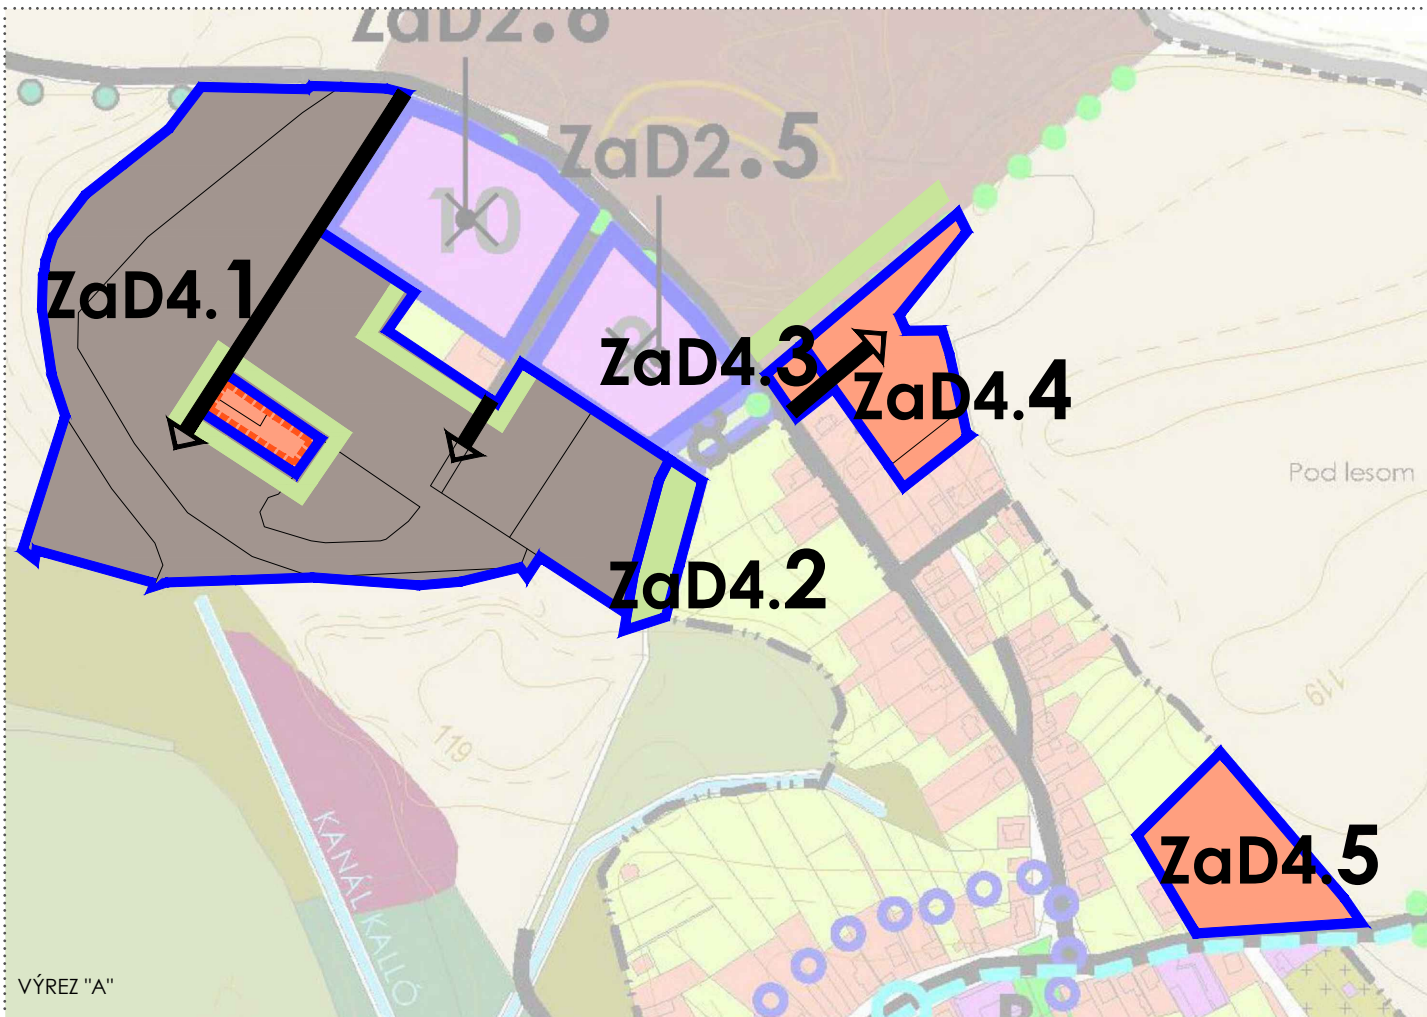 ZaD2.6
ZaD2.5
10
ZaD4.1
ZaD4.3
ZaD4.4
8
Pod lesom
ZaD4.2
119
119
KANÁL KALLÓ
ZaD4.5
VÝREZ "A"